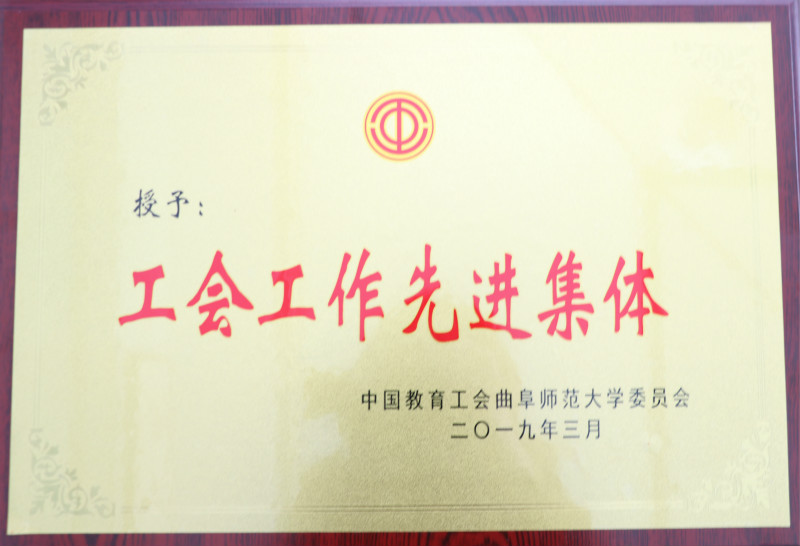 授予：
工会工作先进集体
中国教育工会曲阜师范大学委员会
二〇一九年三月